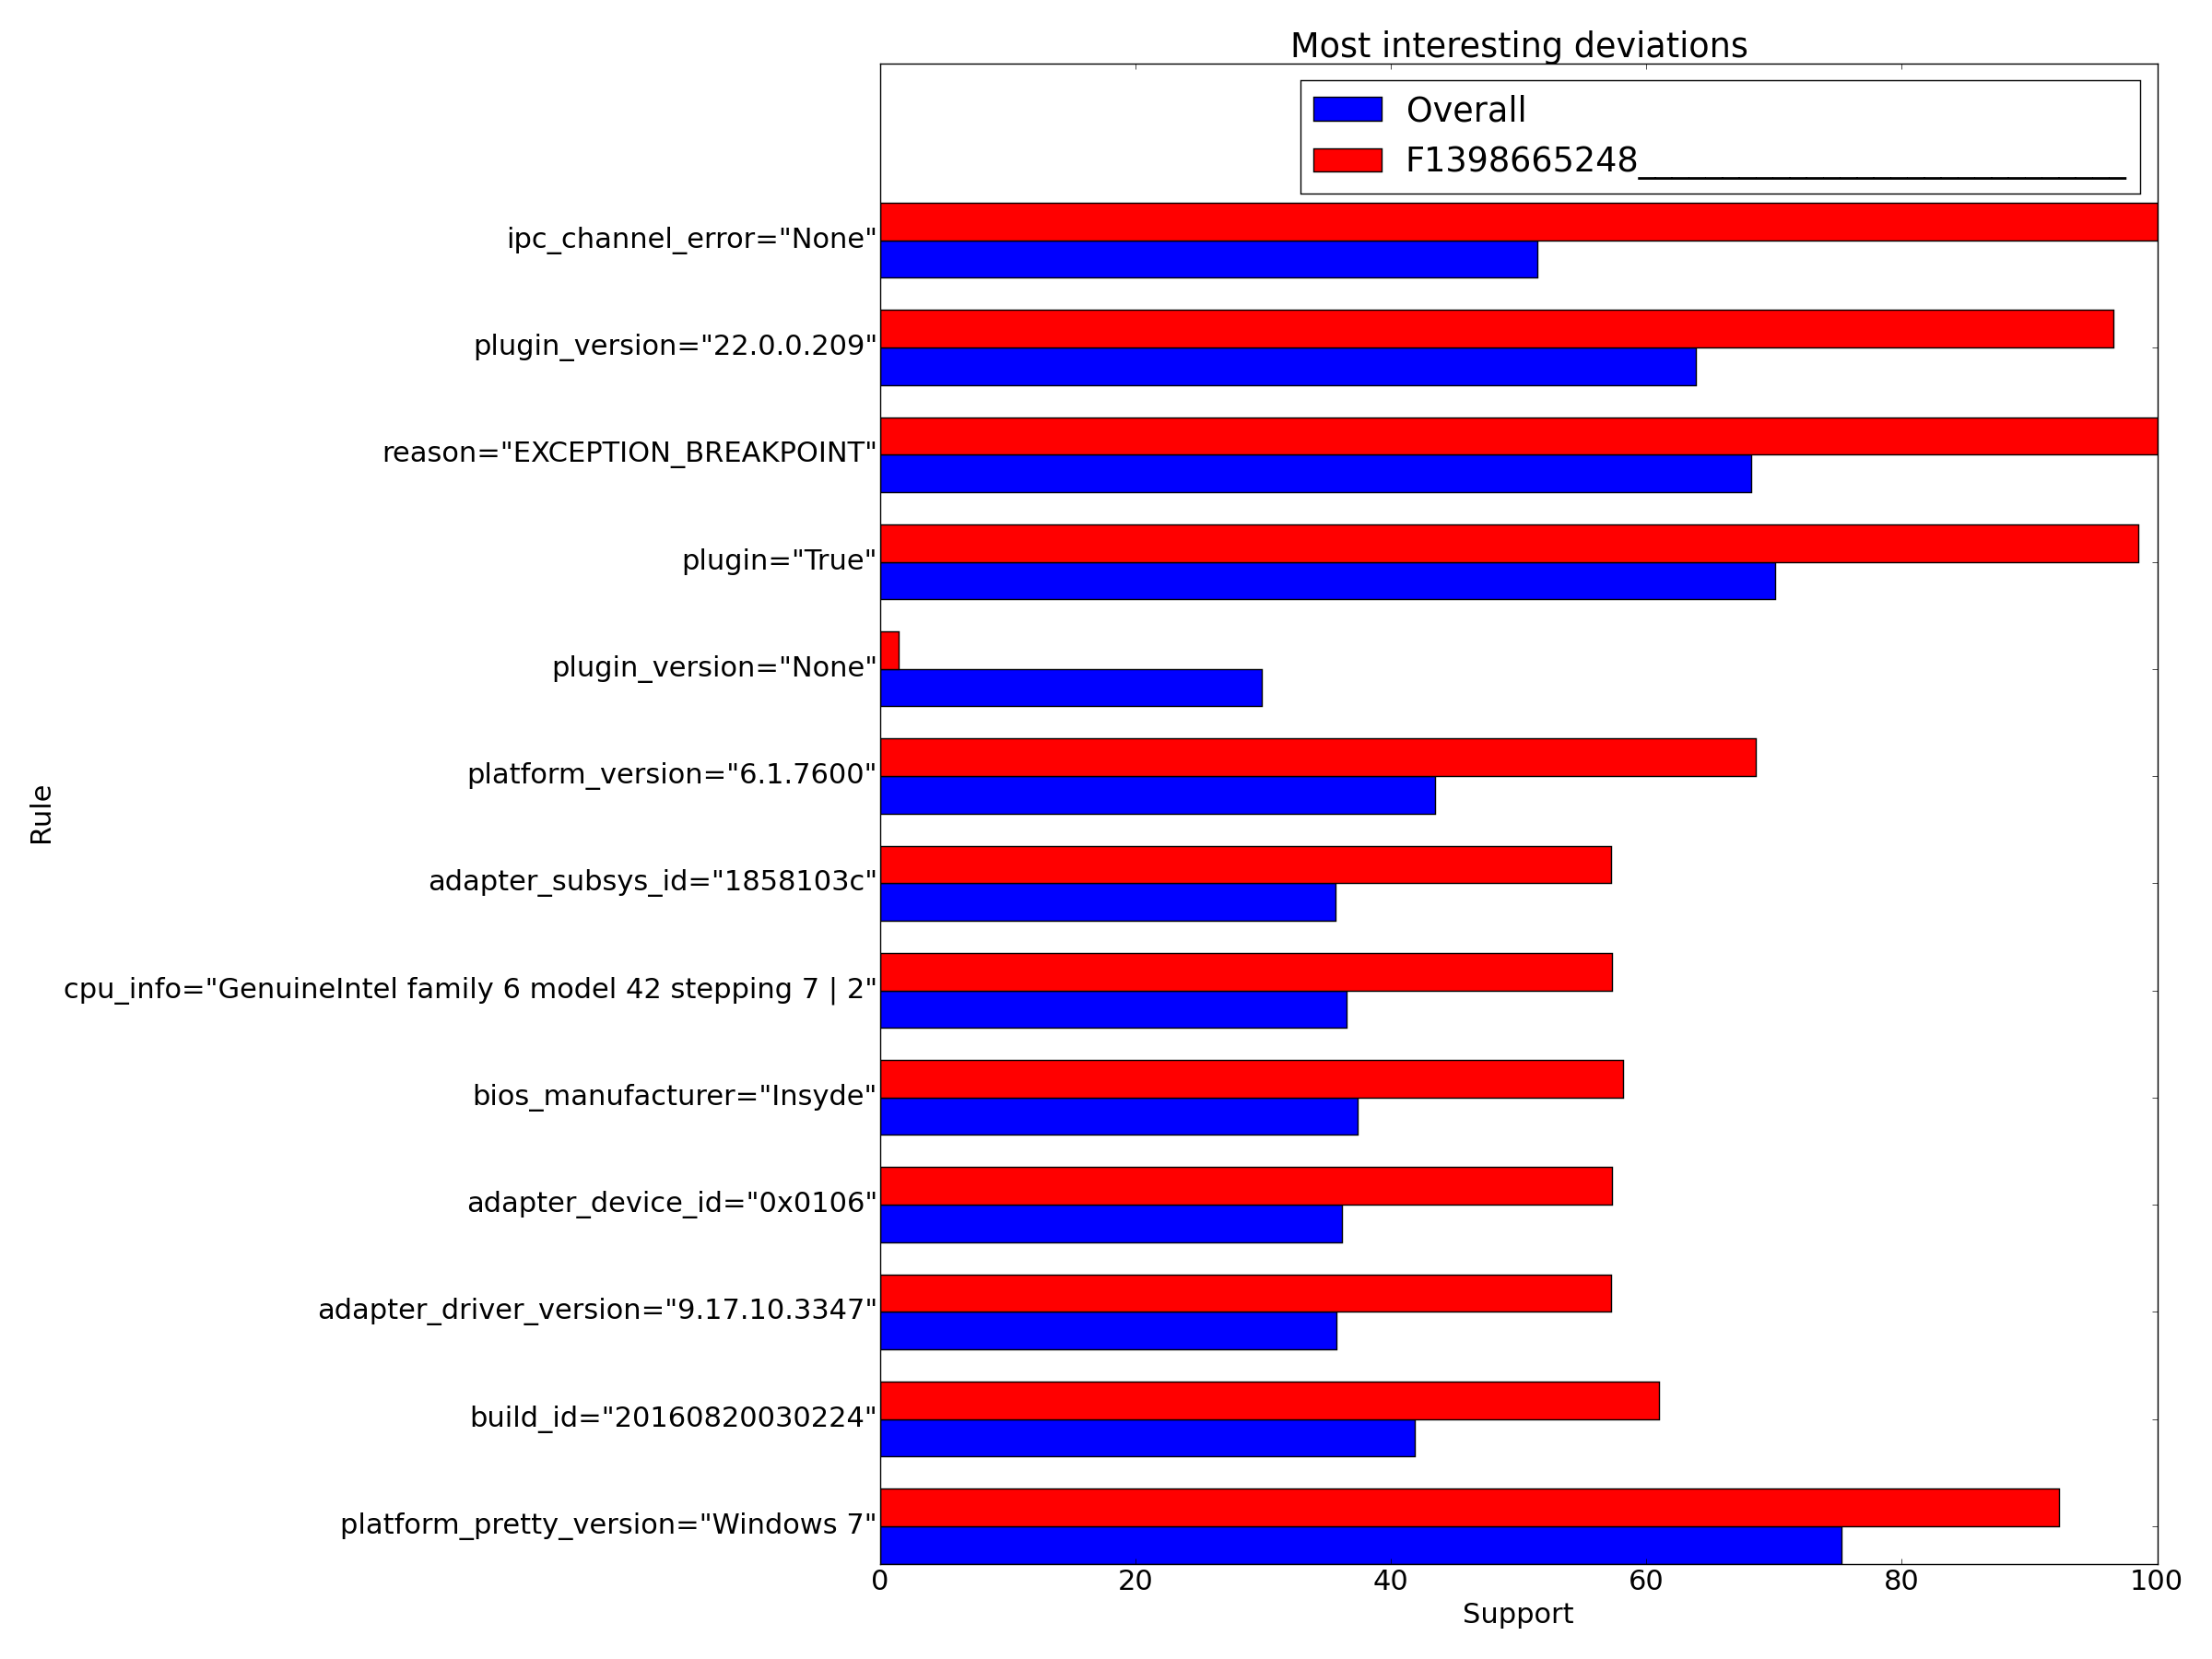 Most interesting deviations
Overall
F1398665248_____________________________
ipc_channel_error="None"
plugin_version="22.0.0.209"
reason="EXCEPTION_BREAKPOINT"
plugin="True"
plugin_version="None"
platform_version="6.1.7600"
Rule
adapter_subsys_id="1858103c"
cpu_info="GenuineIntel family 6 model 42 stepping 7 | 2"
bios_manufacturer="Insyde"
adapter_device_id="0x0106"
adapter_driver_version="9.17.10.3347"
build_id="20160820030224"
platform_pretty_version="Windows 7"
0 20 40 60 80 100
Support